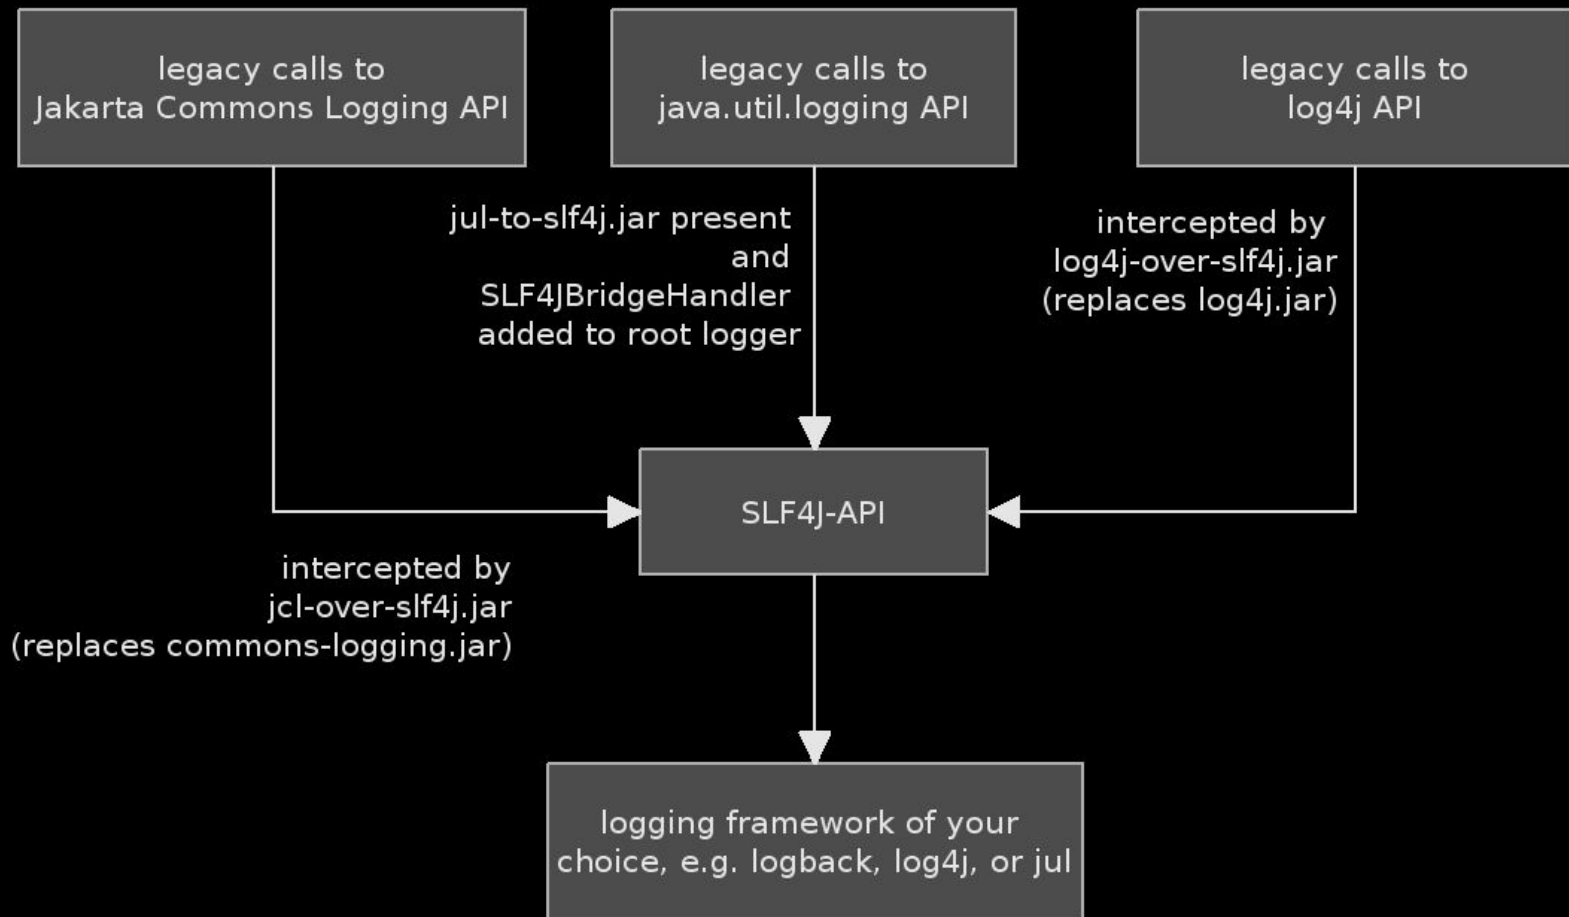 legacy calls to
Jakarta Commons Logging API
legacy calls to
java.util.logging API
legacy calls to
log4j API
jul-to-slf4j.jar present
and
SLF4JBridgeHandler
added to root logger
intercepted by
log4j-over-slf4j.jar
(replaces log4j.jar)
SLF4J-API
intercepted by
jcl-over-slf4j.jar
(replaces commons-logging.jar)
logging framework of your
choice, e.g. logback, log4j, or jul